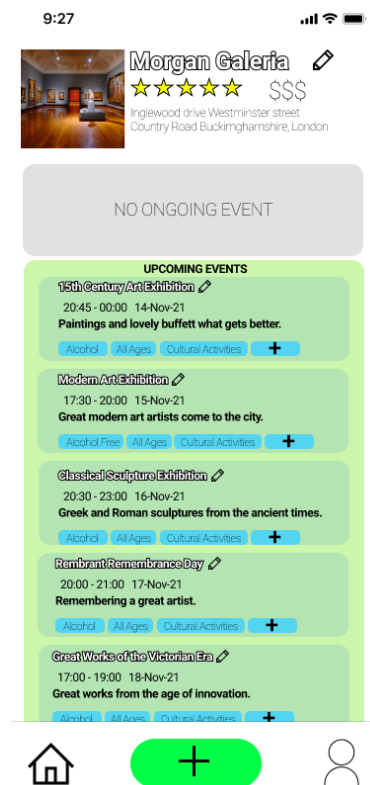 9:27
Morgan Galeria
$$$
Inglewood drive Westminster street
Country Road Buckimghamshire, London
NO ONGOING EVENT
UPCOMING EVENTS
15th Century Art Exhibition
20:45 - 00:00 14-Nov-21
Paintings and lovely buffett what gets better.
Alcohol All Ages Cultural Activities +
Modern Art Exhibition
17:30 - 20:00 15-Nov-21
Great modern art artists come to the city.
Alcohol Free All Ages Cultural Activities +
Classical Sculpture Exhibition
20:30 - 23:00 16-Nov-21
Greek and Roman sculptures from the ancient times.
Alcohol All Ages Cultural Activities +
Rembrant Remembrance Day
20:00 - 21:00 17-Nov-21
Remembering a great artist.
Alcohol All Ages Cultural Activities +
Great Works of the Victorian Era
17:00 - 19:00 18-Nov-21
Great works from the age of innovation.
Alcohol All Ages Cultural Activities +
+